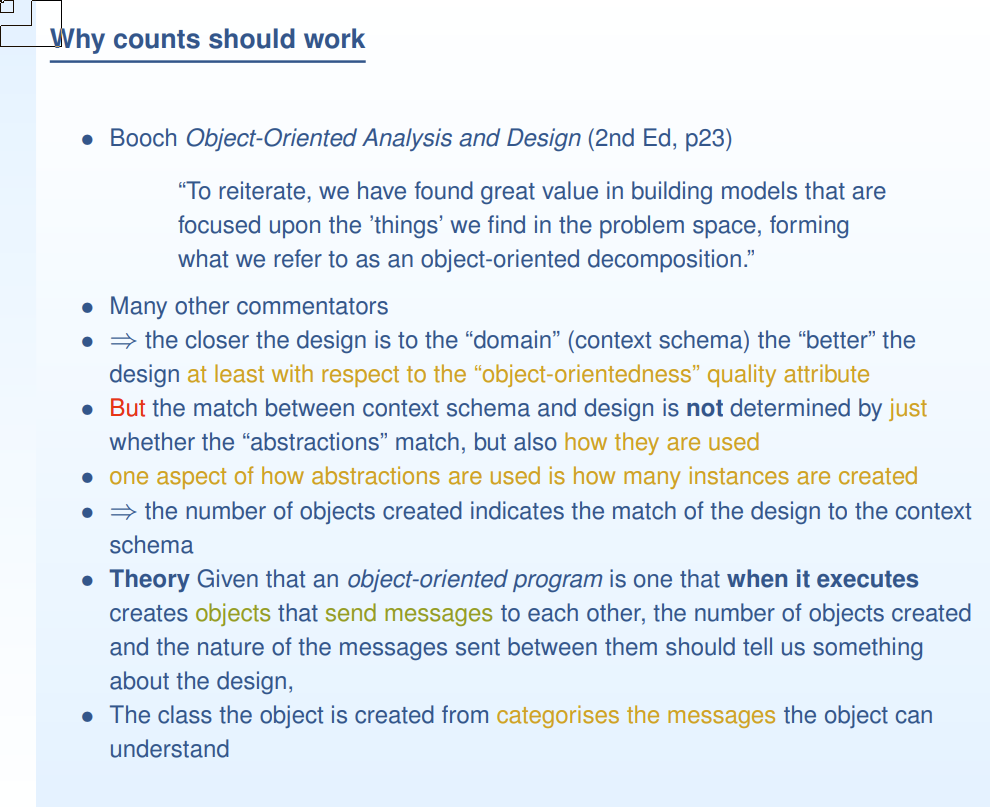 Why counts should work
• Booch Object-Oriented Analysis and Design (2nd Ed, p23)
“To reiterate, we have found great value in building models that are
focused upon the ’things’ we find in the problem space, forming
what we refer to as an object-oriented decomposition.”
• Many other commentators
• ⇒ the closer the design is to the “domain” (context schema) the “better” the
design at least with respect to the “object-orientedness” quality attribute
• But the match between context schema and design is not determined by just
whether the “abstractions” match, but also how they are used
• one aspect of how abstractions are used is how many instances are created
• ⇒ the number of objects created indicates the match of the design to the context
schema
• Theory Given that an object-oriented program is one that when it executes
creates objects that send messages to each other, the number of objects created
and the nature of the messages sent between them should tell us something
about the design,
• The class the object is created from categorises the messages the object can
understand